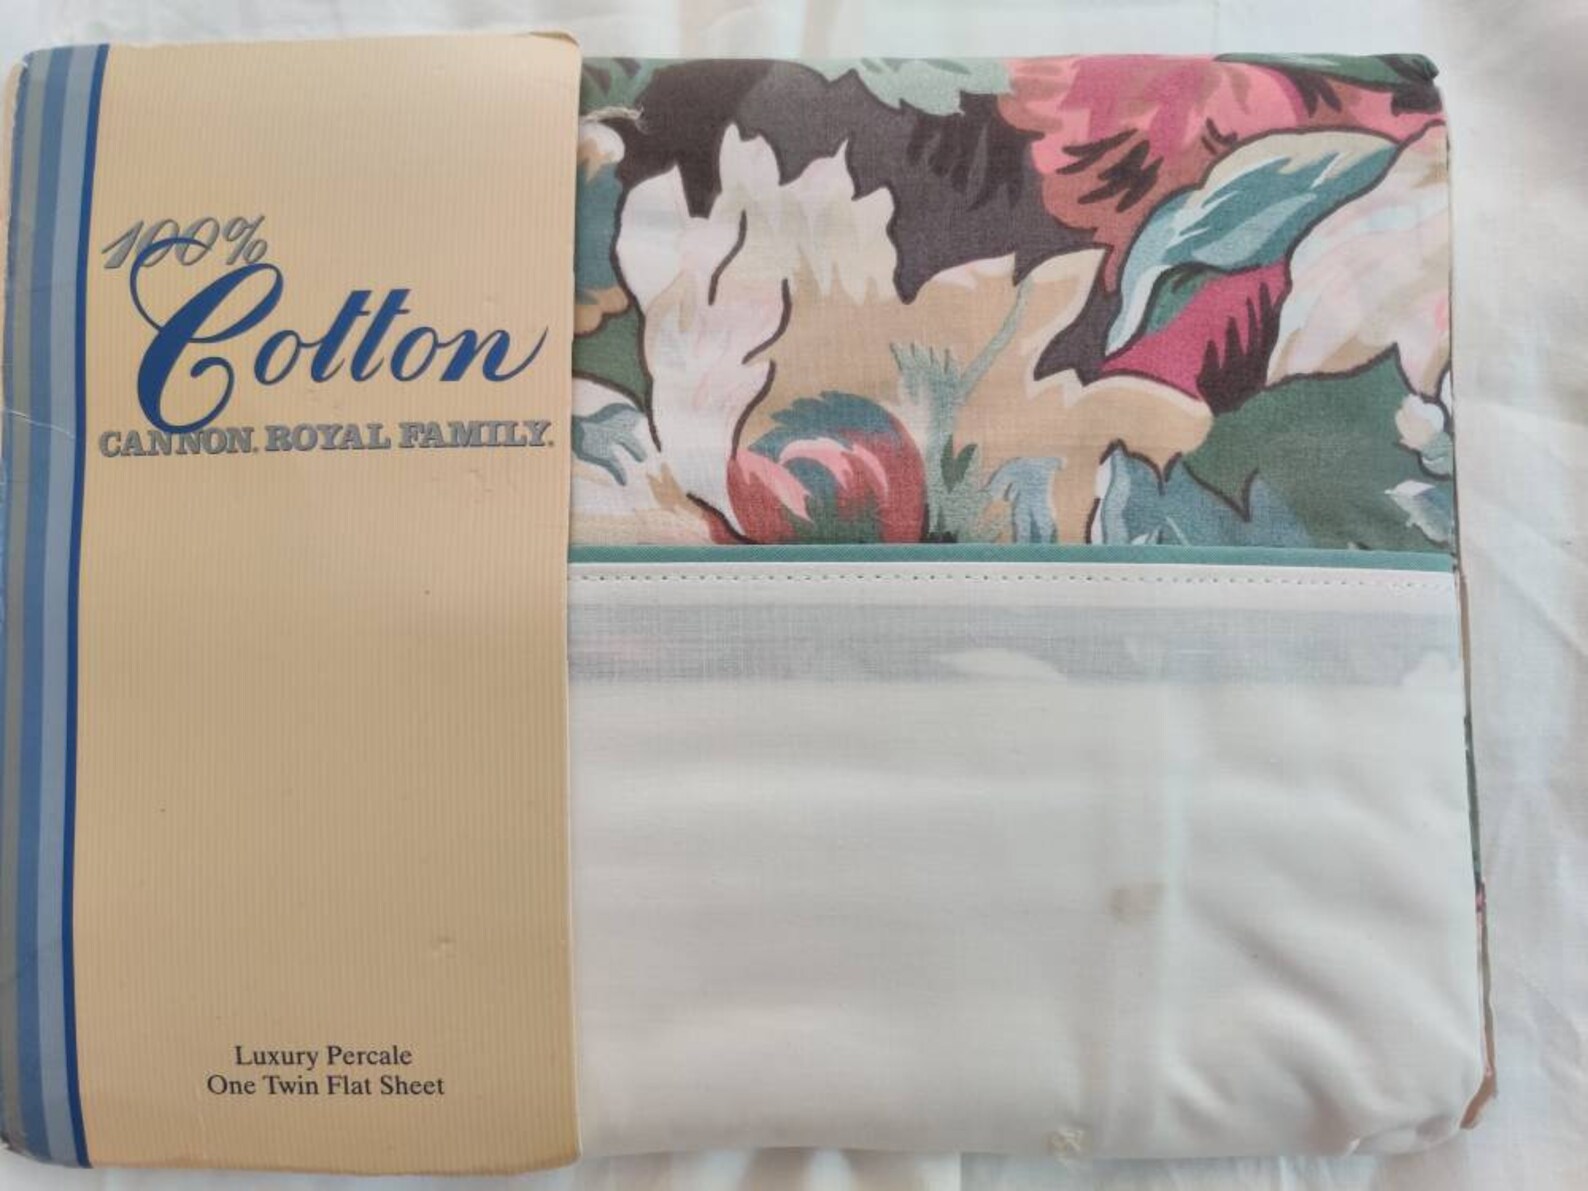 100%
Cotton
CANNON. ROYAL FAMILY.
Luxury Percale
One Twin Flat Sheet